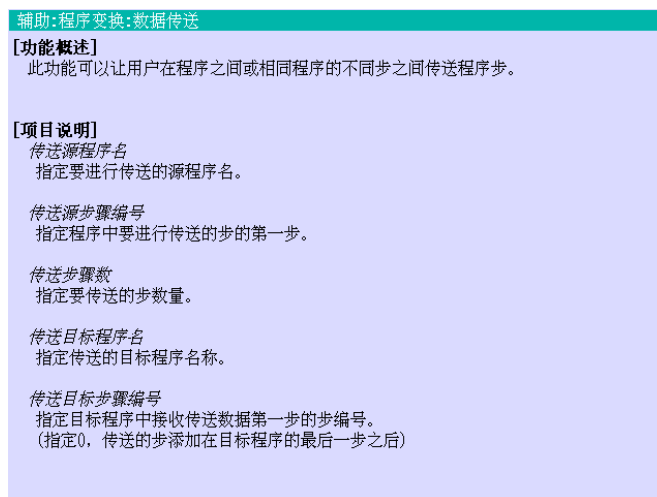 辅助:程序变换:数据传送
[功能概述]
此功能可以让用户在程序之间或相同程序的不同步之间传送程序步。
[项目说明]
传送源程序名
指定要进行传送的源程序名。
传送源步骤编号
指定程序中要进行传送的步的第一步。
传送步骤数
指定要传送的步数量。
传送目标程序名
指定传送的目标程序名称。
传送目标步骤编号
指定目标程序中接收传送数据第一步的步编号。
(指定0, 传送的步添加在目标程序的最后一步之后)